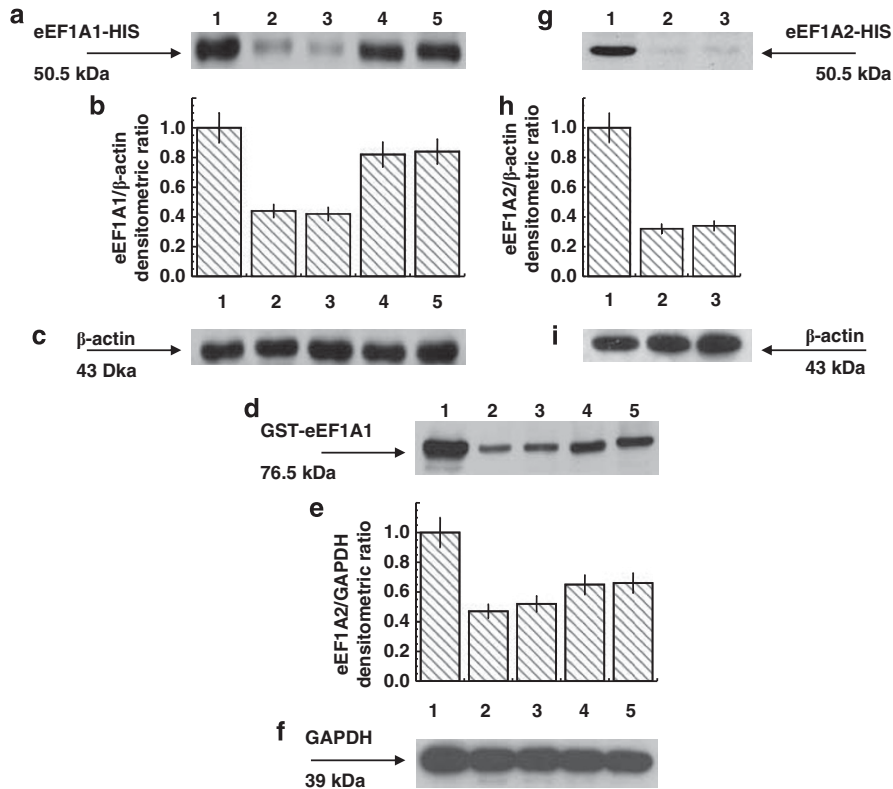 a
1 2 3 4 5
eEF1A1-HIS
50.5 kDa
b
eEF1A1/β-actin
densitometric ratio
1.0
0.8
0.6
0.4
0.2
0.0
1 2 3 4 5
c
β-actin
43 Dka
g
1 2 3
eEF1A2-HIS
50.5 kDa
h
eEF1A2/β-actin
densitometric ratio
1.0
0.8
0.6
0.4
0.2
0.0
1 2 3
i
β-actin
43 kDa
d
1 2 3 4 5
GST-eEF1A1
76.5 kDa
e
eEF1A2/GAPDH
densitometric ratio
1.0
0.8
0.6
0.4
0.2
0.0
1 2 3 4 5
f
GAPDH
39 kDa